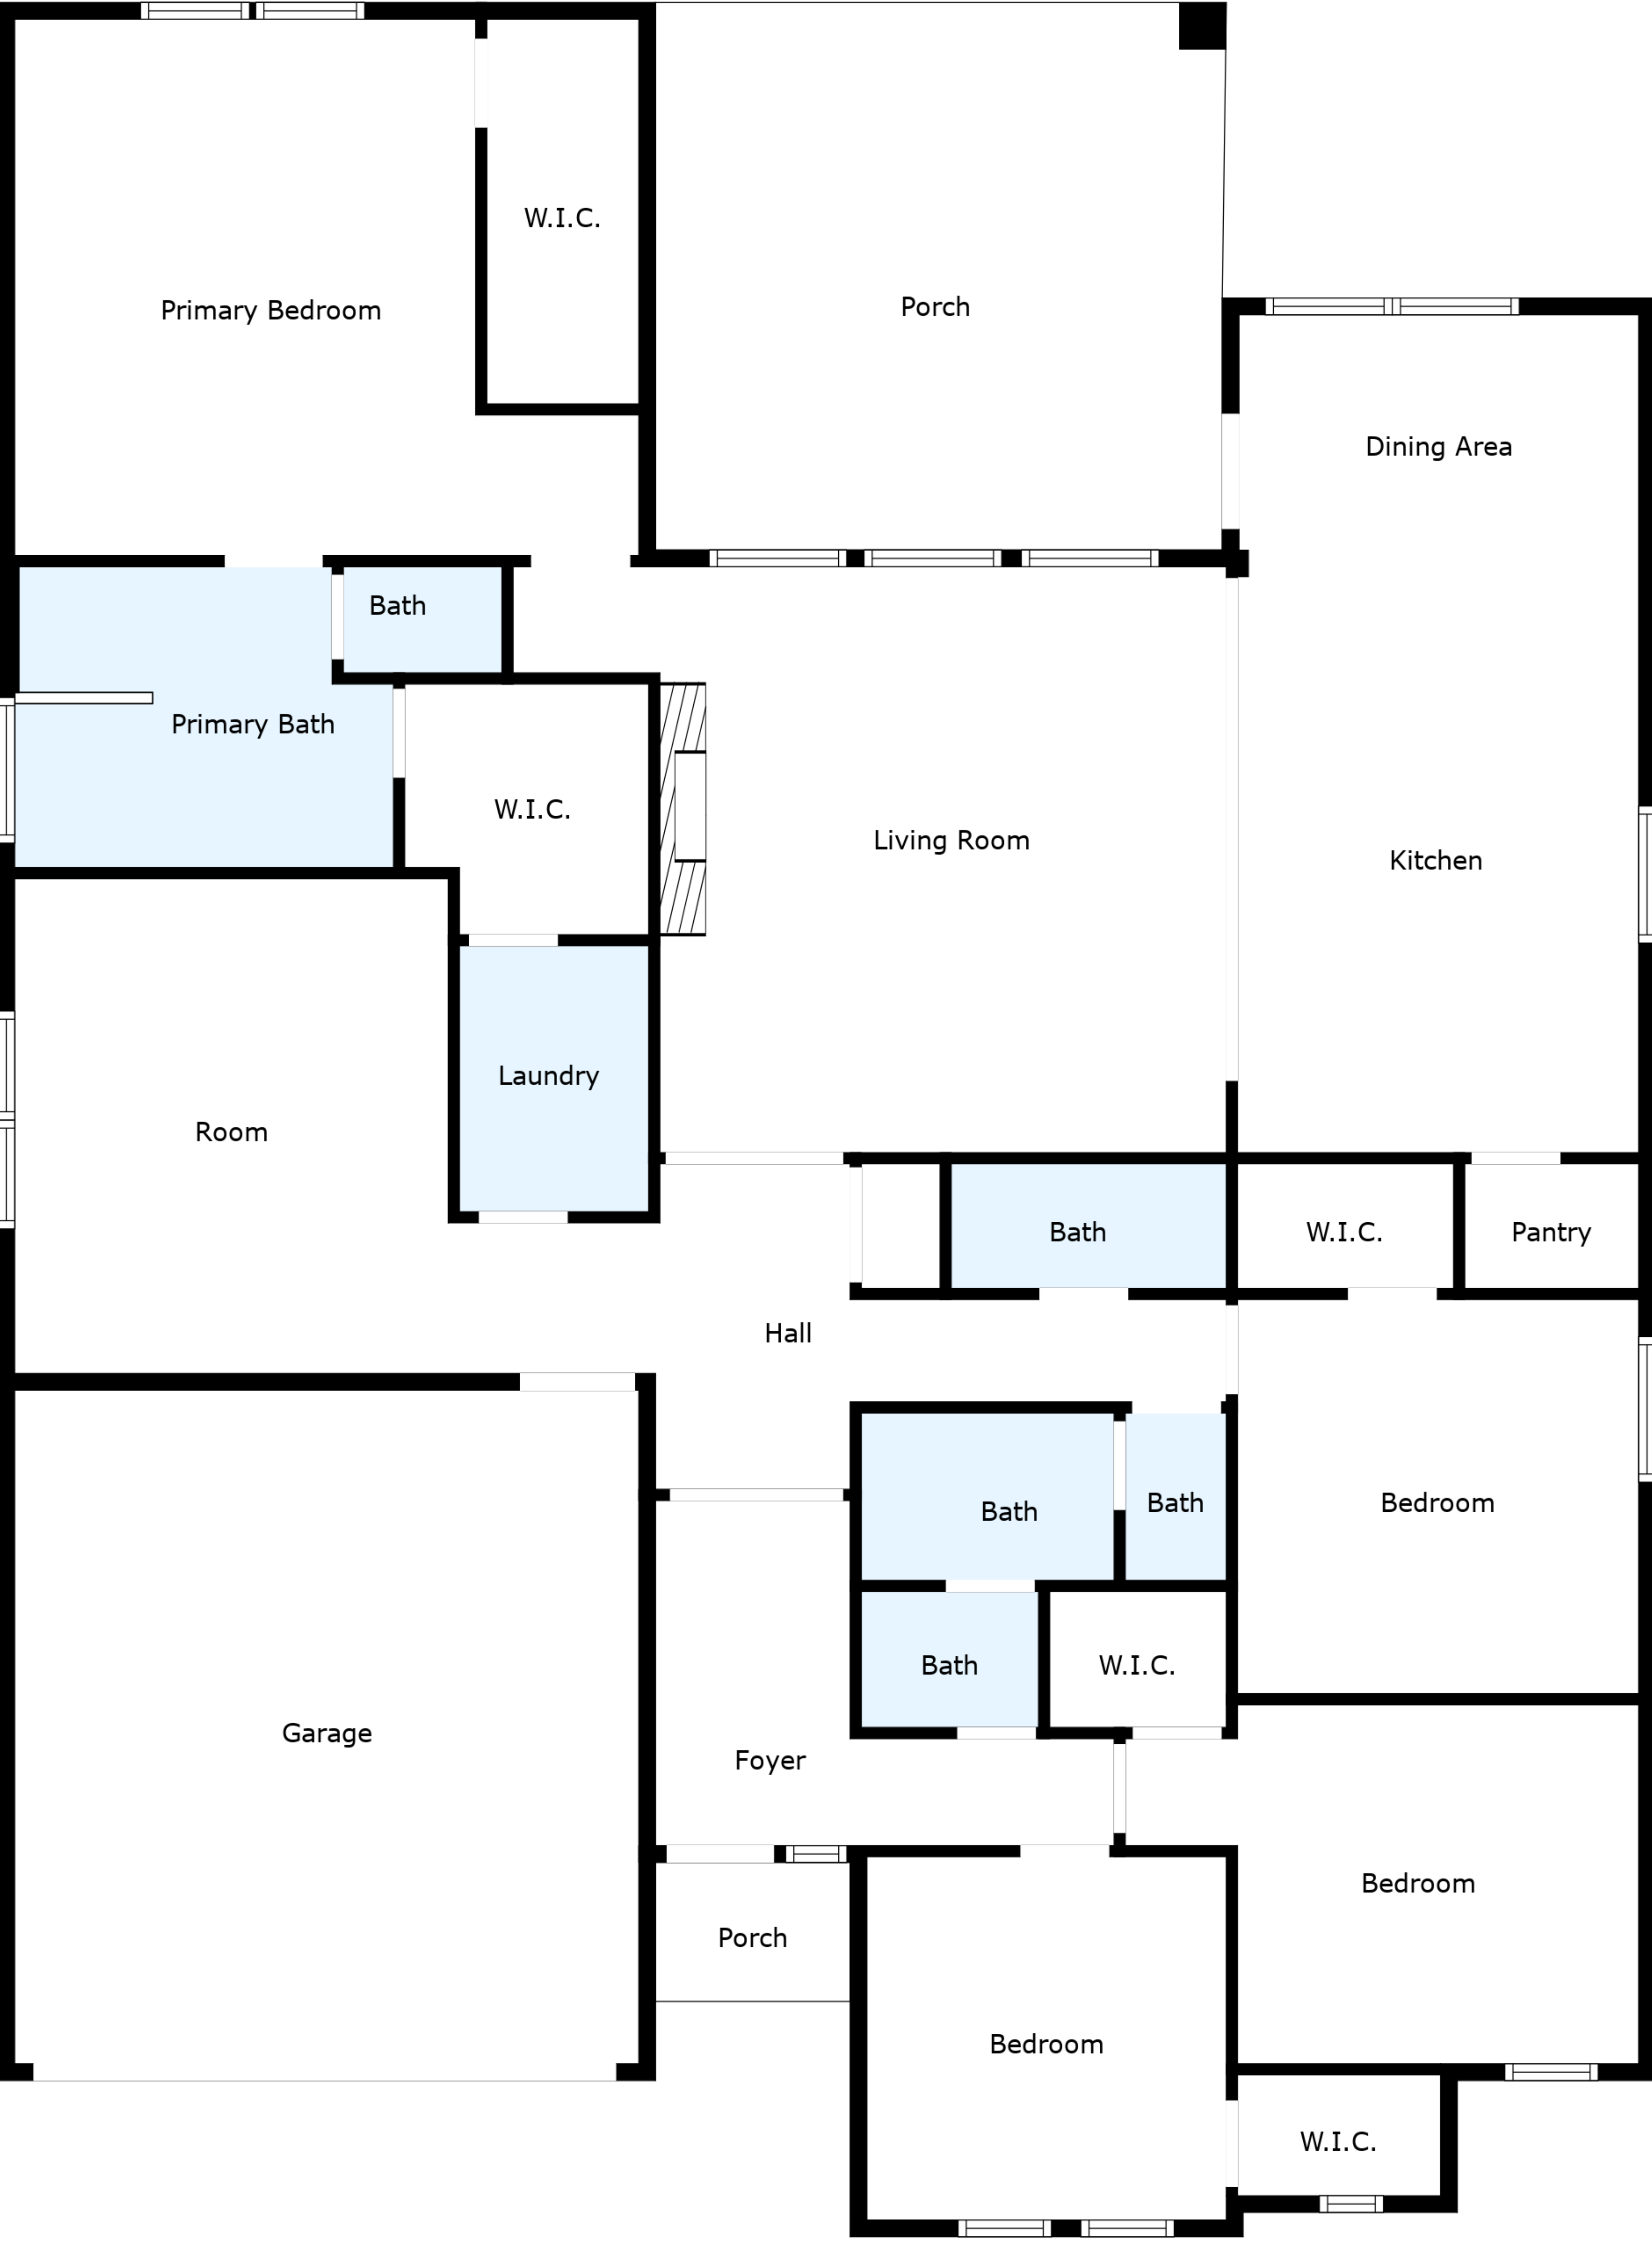 W.I.C.
Primary Bedroom
Porch
Dining Area
Bath
Primary Bath
W.I.C.
Living Room
Kitchen
Laundry
Room
Bath
W.I.C.
Pantry
Hall
Bath
Bath
Bedroom
Bath
W.I.C.
Garage
Foyer
Bedroom
Porch
Bedroom
W.I.C.